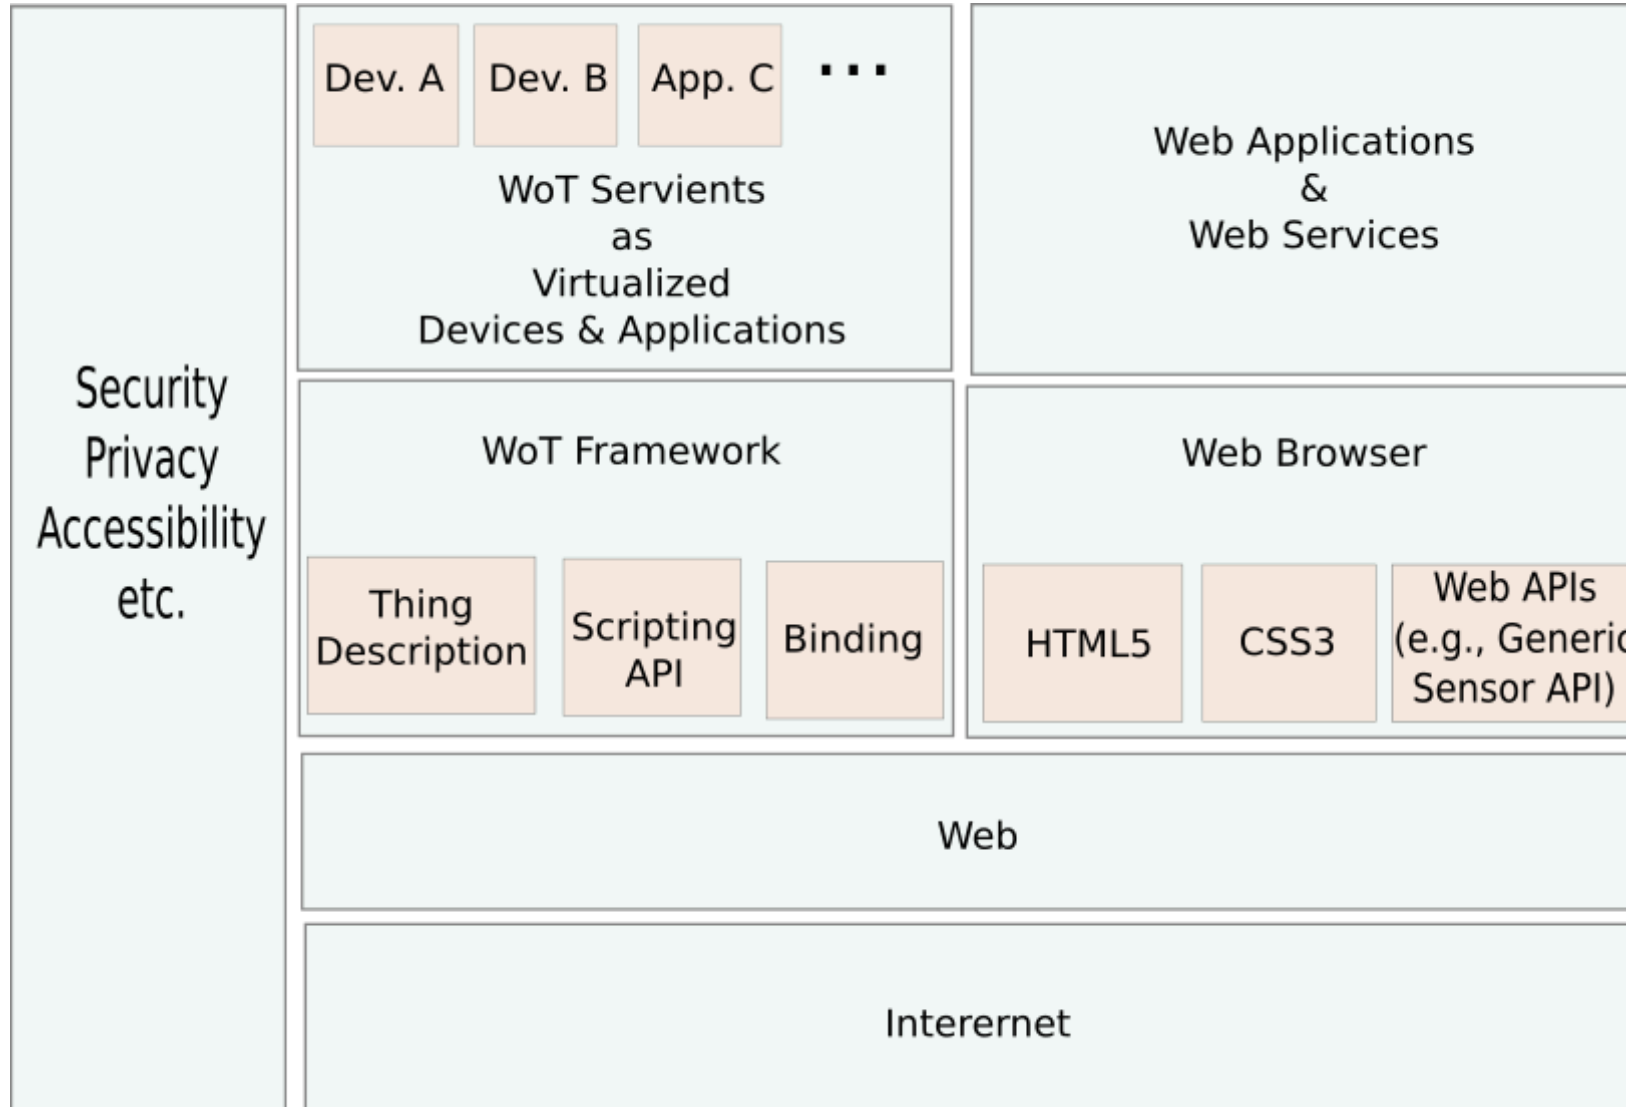 Security
Privacy
Accessibility
etc.
Dev. A
Dev. B
App. C
...
WoT Servients
as
Virtualized
Devices & Applications
Web Applications
&
Web Services
WoT Framework
Thing
Description
Scripting
API
Binding
Web Browser
HTML5
CSS3
Web APIs
(e.g., Generic
Sensor API)
Web
Interernet